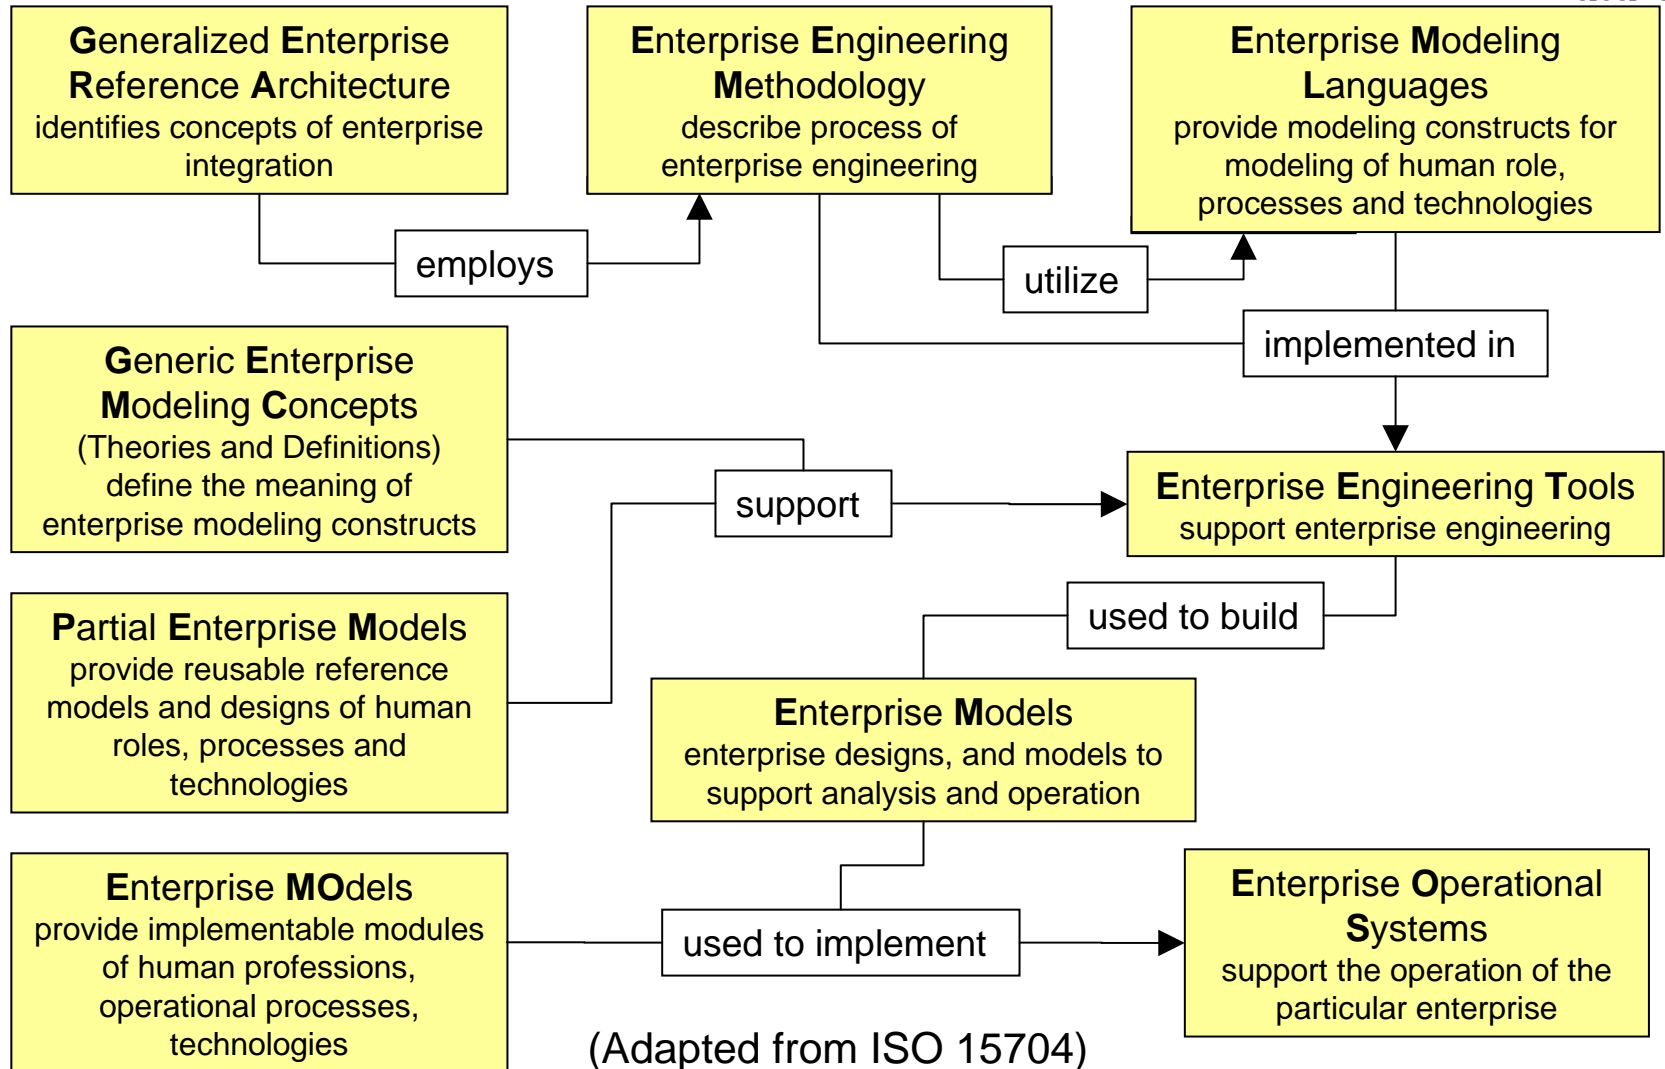 Generalized Enterprise
Reference Architecture
identifies concepts of enterprise
integration
Enterprise Engineering
Methodology
describe process of
enterprise engineering
Enterprise Modeling
Languages
provide modeling constructs for
modeling of human role,
processes and technologies
employs
utilize
implemented in
Generic Enterprise
Modeling Concepts
(Theories and Definitions)
define the meaning of
enterprise modeling constructs
support
Enterprise Engineering Tools
support enterprise engineering
used to build
Partial Enterprise Models
provide reusable reference
models and designs of human
roles, processes and
technologies
Enterprise Models
enterprise designs, and models to
support analysis and operation
Enterprise MOdels
provide implementable modules
of human professions,
operational processes,
technologies
used to implement
Enterprise Operational
Systems
support the operation of the
particular enterprise
(Adapted from ISO 15704)